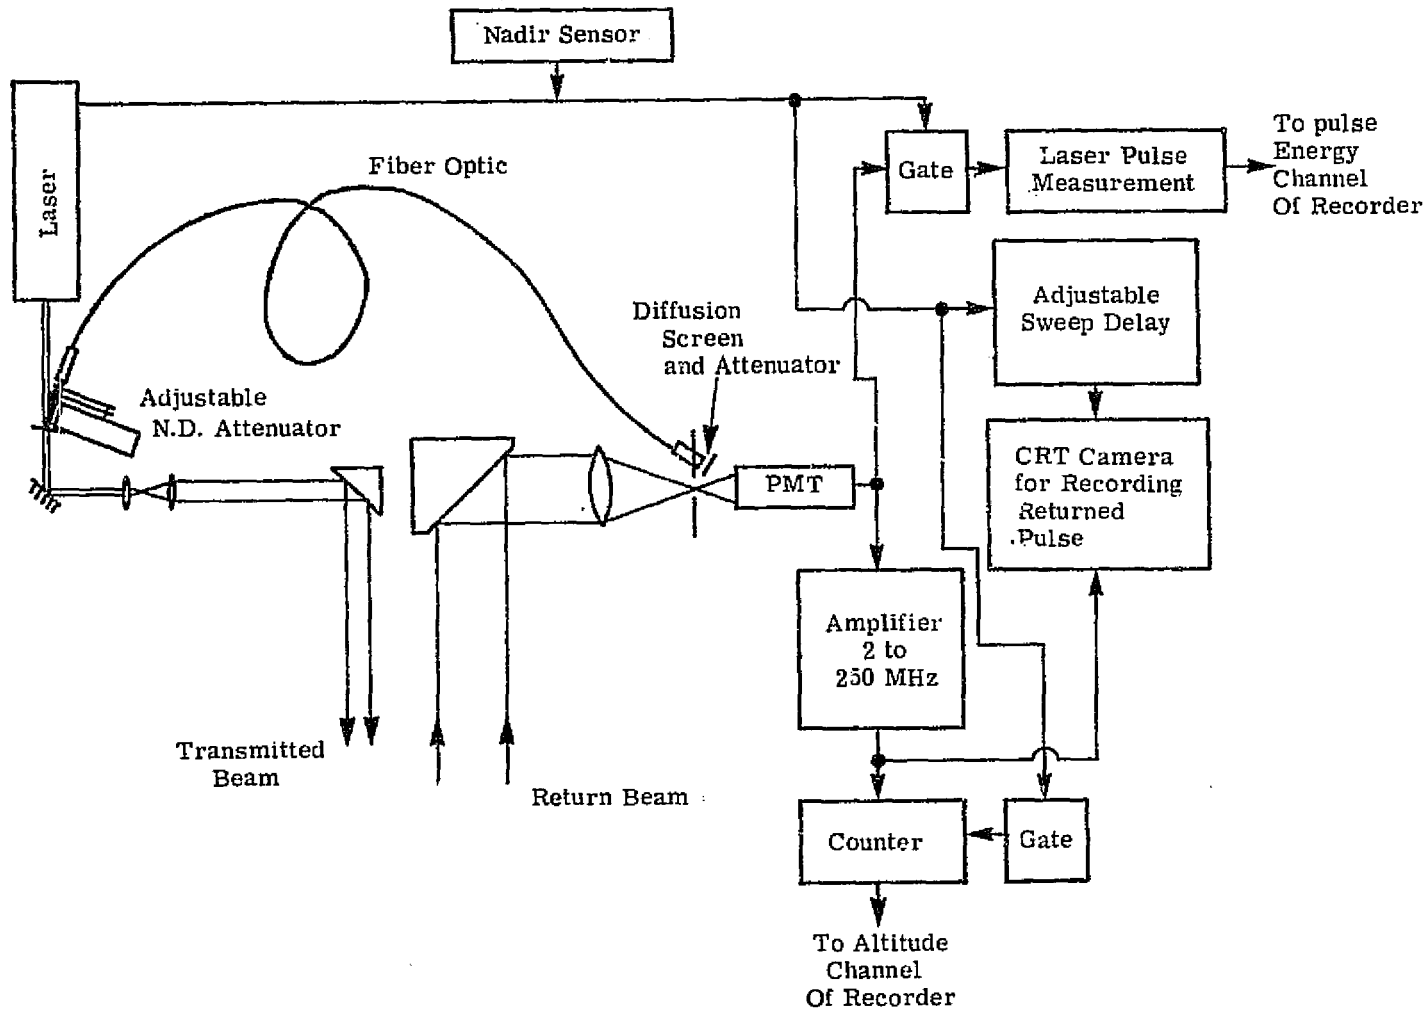 Nadir Sensor
Laser
Fiber Optic
Gate
Laser Pulse
Measurement
To pulse
Energy
Channel
Of Recorder
Diffusion
Screen
and Attenuator
Adjustable
Sweep Delay
Adjustable
N.D. Attenuator
PMT
CRT Camera
for Recording
Returned
Pulse
Amplifier
2 to
250 MHz
Transmitted
Beam
Return Beam
Counter
Gate
To Altitude
Channel
Of Recorder